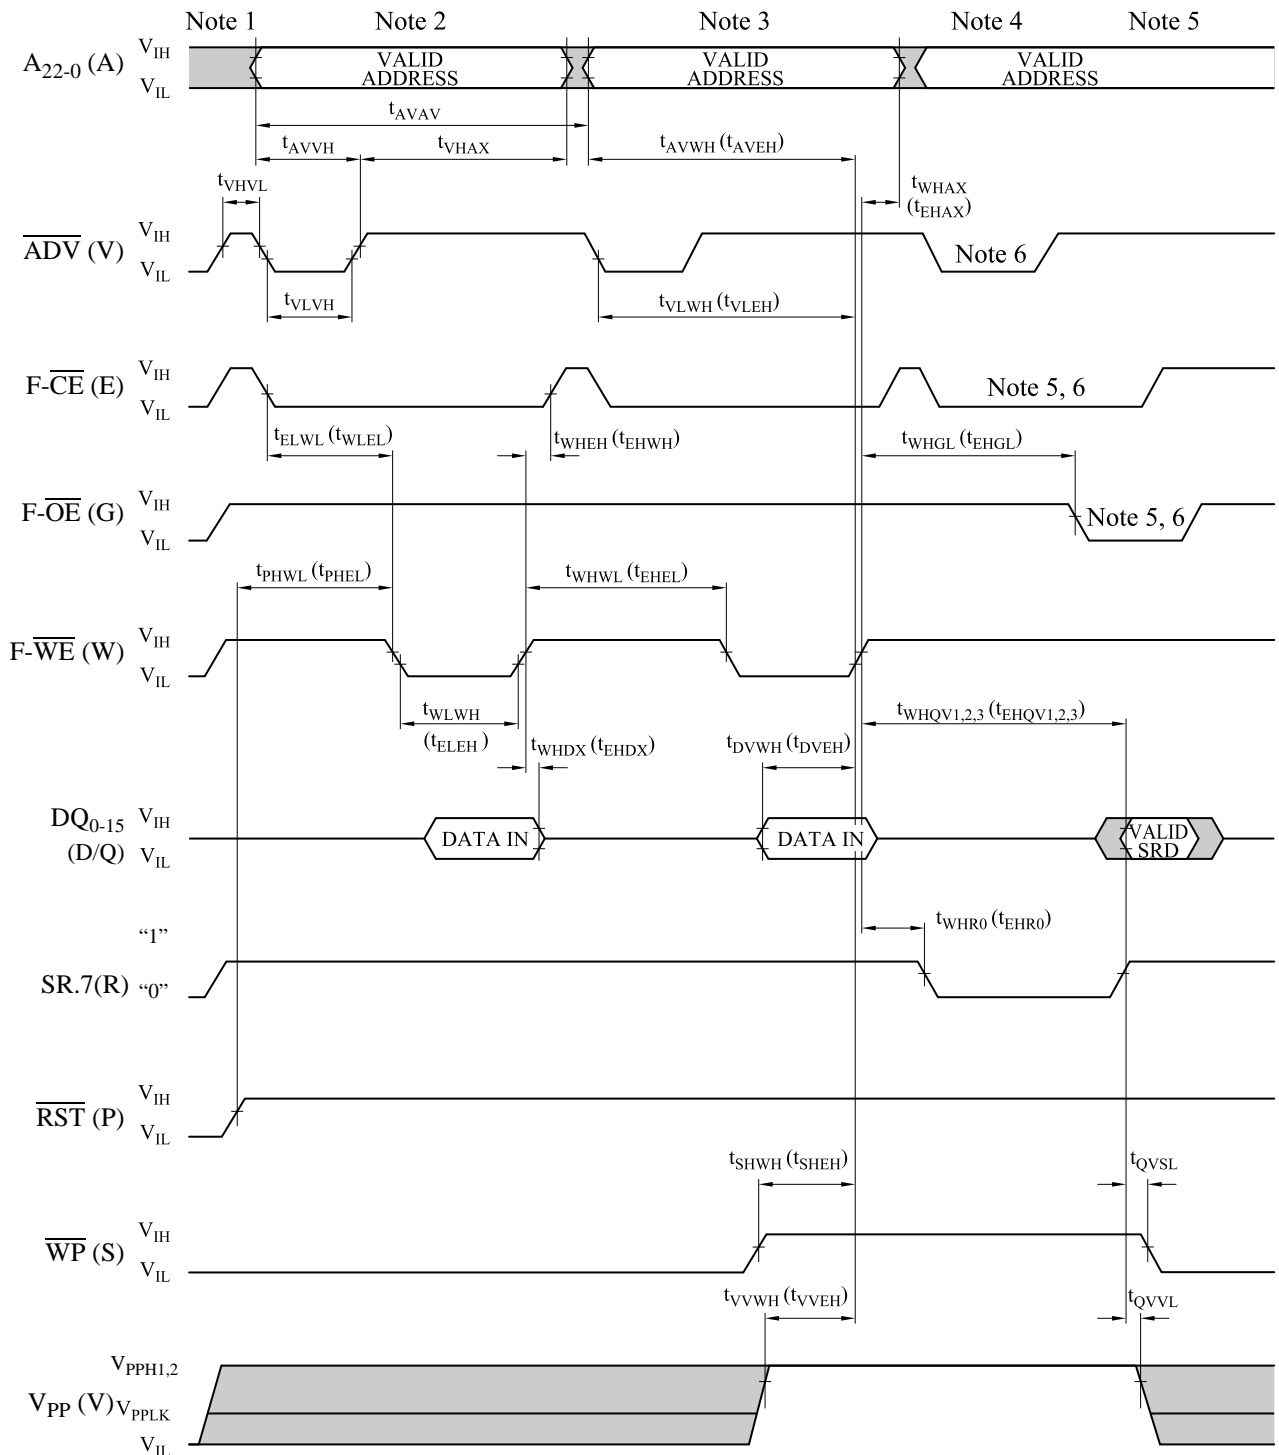 Note 1 Note 2 Note 3 Note 4 Note 5
A22-0 (A) VIH VIL
VALID ADDRESS
VALID ADDRESS
VALID ADDRESS
tAVAV
tAVVH tVHAX tAVWH (tAVEH)
tVHVL
tWHAX
(tEHAX)
ADV (V) VIH VIL
Note 6
tVLVH tVLWH (tVLEH)
F-CE (E) VIH VIL
Note 5, 6
tELWL (tWLEL) tWHEH (tEHWH) tWHGL (tEHGL)
F-OE (G) VIH VIL
Note 5, 6
tPHWL (tPHEL) tWHWL (tEHEL)
F-WE (W) VIH VIL
tWLWH
(tELEH )
tWHDX (tEHDX) tDVWH (tDVEH) tWHQV1,2,3 (tEHQV1,2,3)
DQ0-15
(D/Q)
VIH
VIL
DATA IN DATA IN
VALID
SRD
tWHR0 (tEHR0)
“1”
SR.7(R) “0”
RST (P) VIH VIL
tSHWH (tSHEH) tQVSL
WP (S) VIH VIL
tVVWH (tVVEH) tQVVL
VPPH1,2
VPP (V) VPPLK
VIL